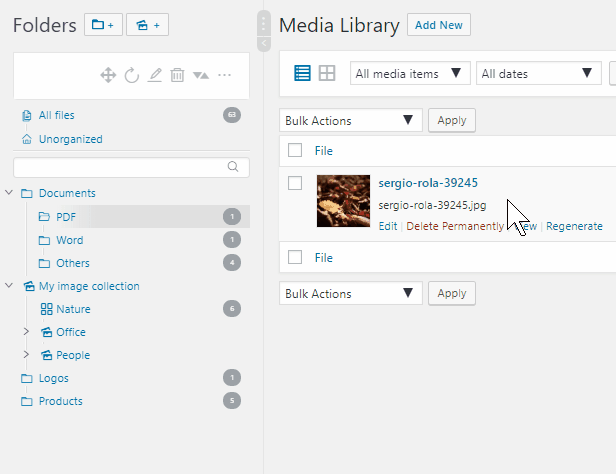 Folders
+
+
All files 63
Unorganized
Documents
PDF 1
Word 1
Others 4
My image collection
Nature 6
Office
People
Logos 1
Products 5
Media Library Add New
All media items All dates
Bulk Actions Apply
File
sergio-rola-39245
sergio-rola-39245.jpg
Edit | Delete Permanently | View | Regenerate
File
Bulk Actions Apply